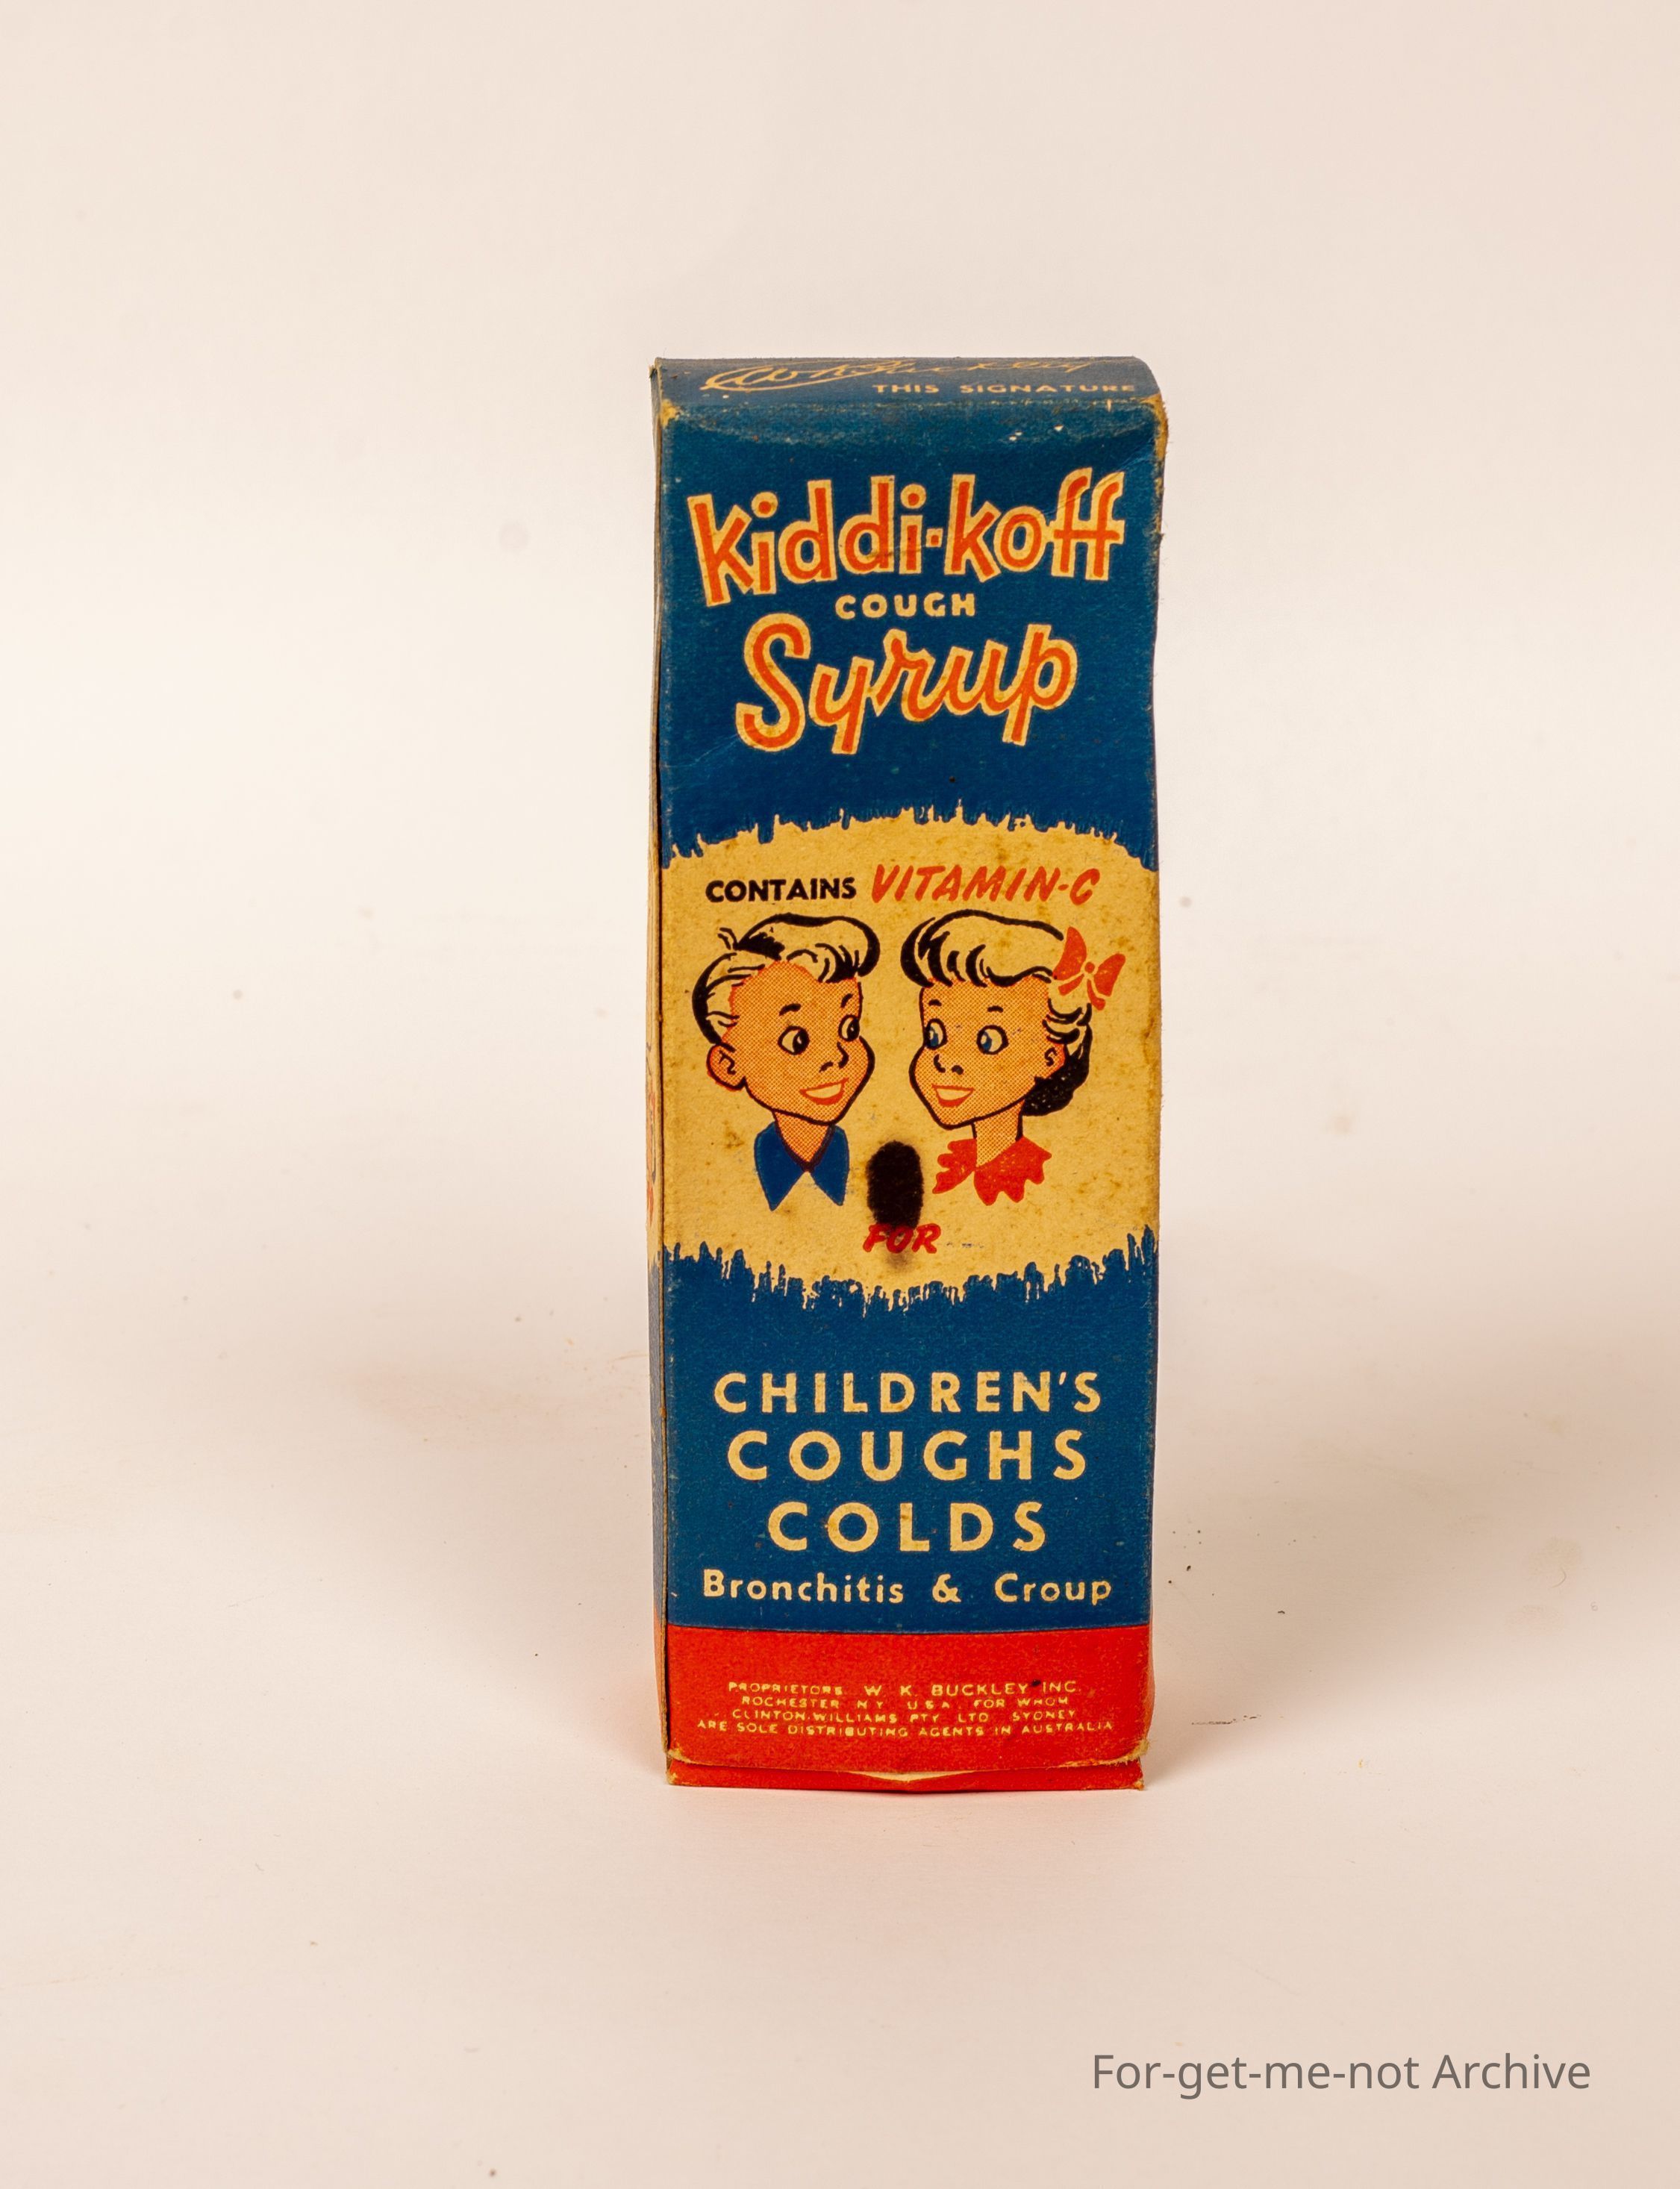 W.K. Buckley
THIS SIGNATURE
Kiddi-koff
COUGH
Syrup
CONTAINS VITAMIN-C
FOR
CHILDREN'S
COUGHS
COLDS
Bronchitis & Croup
PROPRIETORS W. K. BUCKLEY INC.
ROCHESTER N.Y. U.S.A. FOR WHOM
CLINTON-WILLIAMS PTY. LTD. SYDNEY
ARE SOLE DISTRIBUTING AGENTS IN AUSTRALIA
For-get-me-not Archive